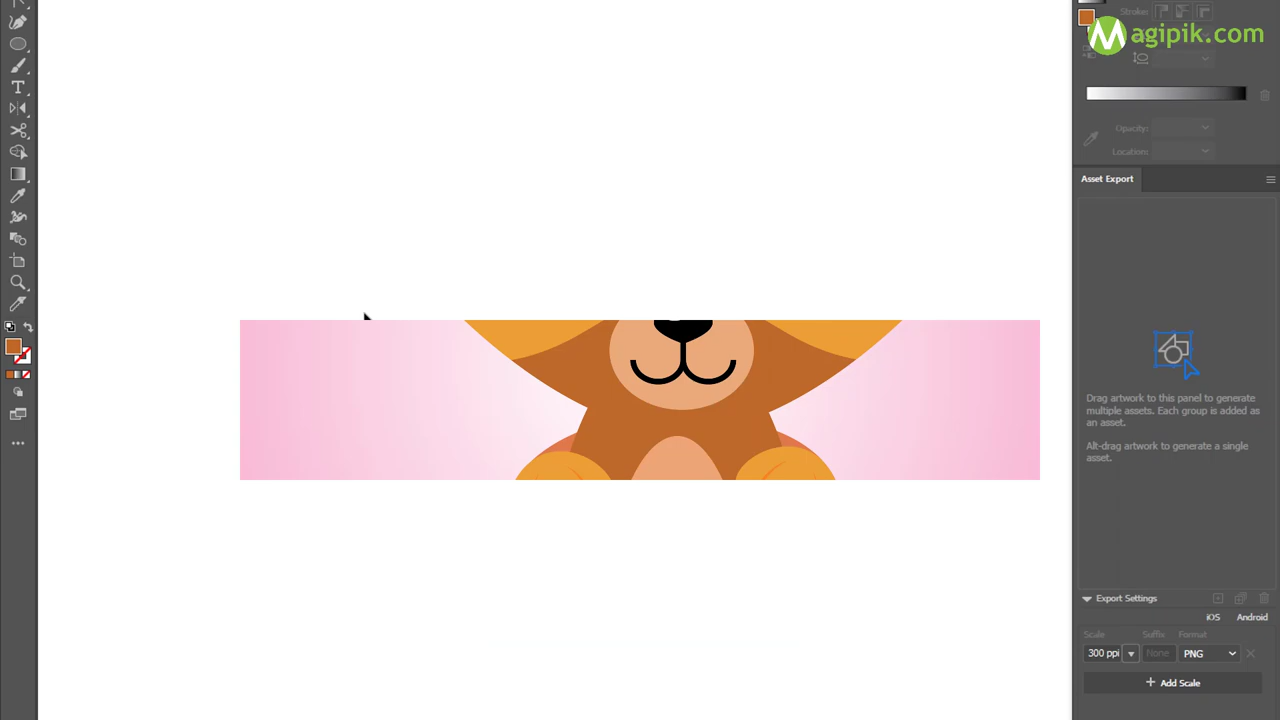 Stroke:
Magipik.com
Opacity:
Location:
Asset Export
Drag artwork to this panel to generate
multiple assets. Each group is added as
an asset.
Alt-drag artwork to generate a single
asset.
Export Settings
iOS Android
Scale Suffix Format
300 ppi None PNG
+ Add Scale